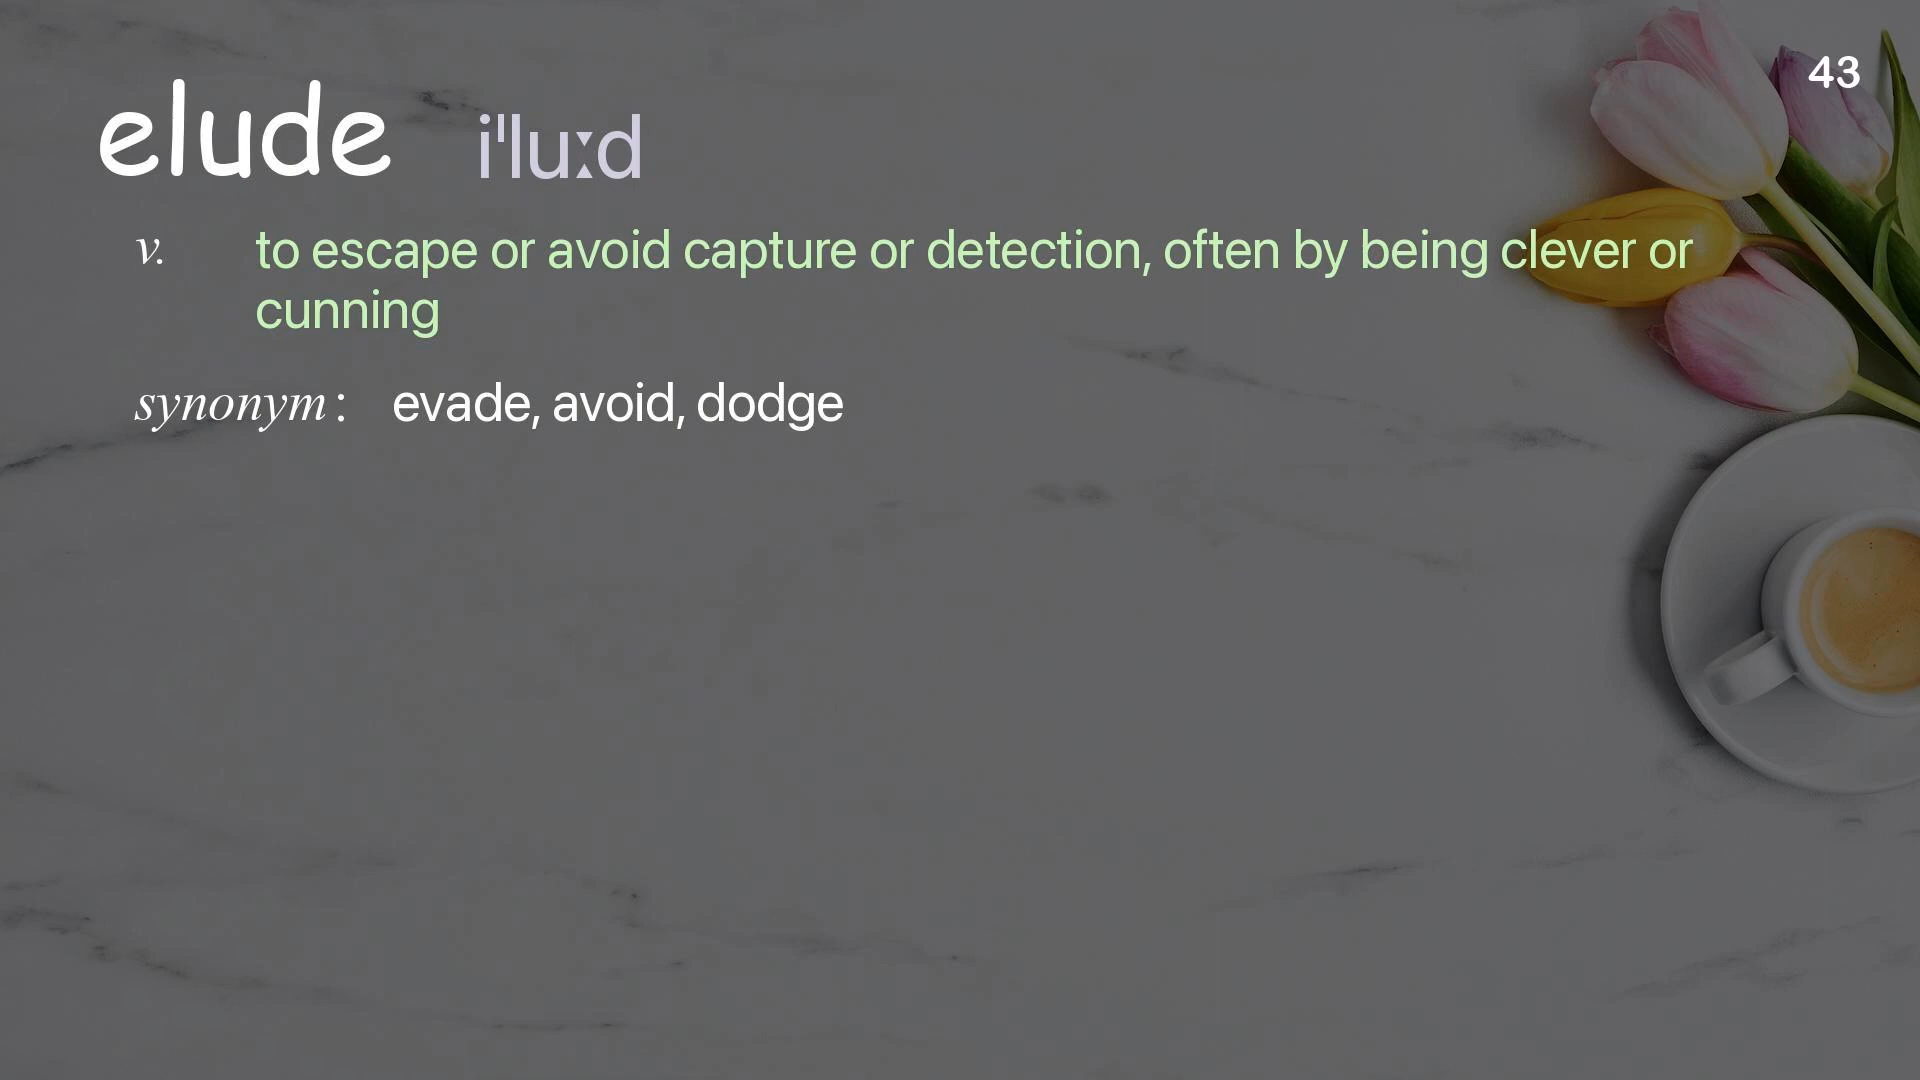 43
elude iˈluːd
v. to escape or avoid capture or detection, often by being clever or
cunning
synonym : evade, avoid, dodge